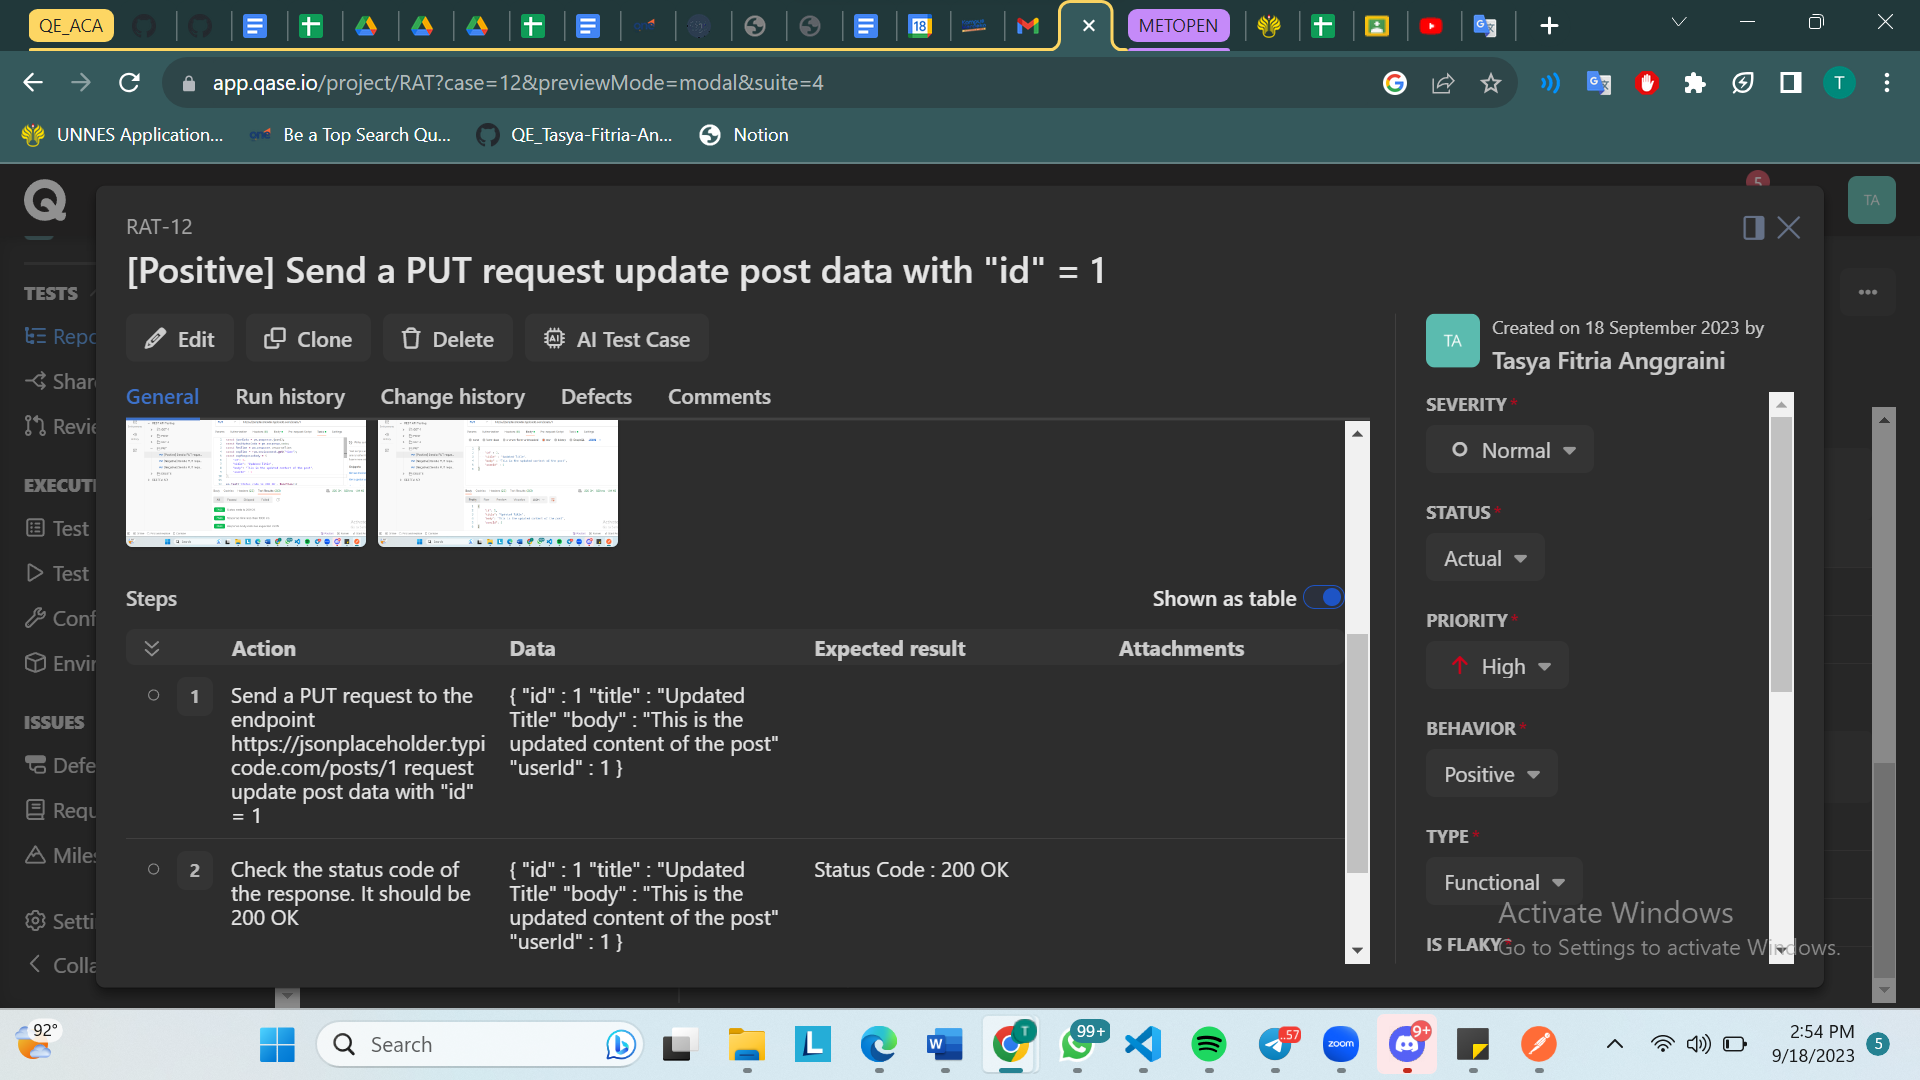 QE_ACA
18
METOPEN
app.qase.io/project/RAT?case=12&previewMode=modal&suite=4
T
UNNES Application...
one
Be a Top Search Qu...
QE_Tasya-Fitria-An...
Notion
5
TA
RAT-12
[Positive] Send a PUT request update post data with "id" = 1
Edit
Clone
Delete
AI Test Case
General
Run history
Change history
Defects
Comments
TESTS
Repo
Shar
Revie
EXECUTI
Test
Test
Conf
Envir
ISSUES
Defe
Requ
Miles
Setti
Colla
Steps
Shown as table
Action
Data
Expected result
Attachments
1
Send a PUT request to the
endpoint
https://jsonplaceholder.typi
code.com/posts/1 request
update post data with "id"
= 1
{ "id" : 1 "title" : "Updated
Title" "body" : "This is the
updated content of the post"
"userId" : 1 }
2
Check the status code of
the response. It should be
200 OK
{ "id" : 1 "title" : "Updated
Title" "body" : "This is the
updated content of the post"
"userId" : 1 }
Status Code : 200 OK
TA
Created on 18 September 2023 by
Tasya Fitria Anggraini
SEVERITY*
Normal
STATUS*
Actual
PRIORITY*
High
BEHAVIOR*
Positive
TYPE*
Functional
IS FLAKY*
Activate Windows
Go to Settings to activate Windows.
92°
Search
L
W
T
99+
.57
zoom
9+
2:54 PM
9/18/2023
5